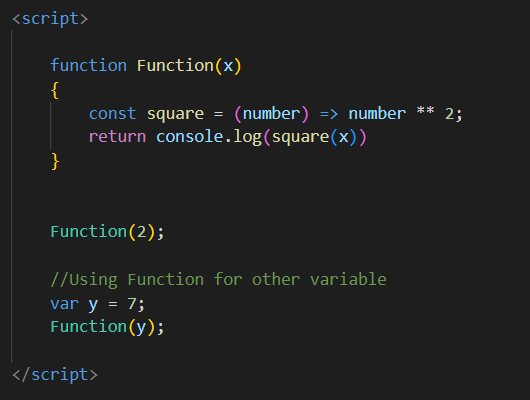 <script>
function Function(x)
{
const square = (number) => number ** 2;
return console.log(square(x))
}
Function(2);
//Using Function for other variable
var y = 7;
Function(y);
</script>